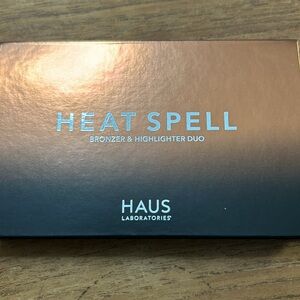 HEAT SPELL
BRONZER & HIGHLIGHTER DUO
HAUS
LABORATORIES®